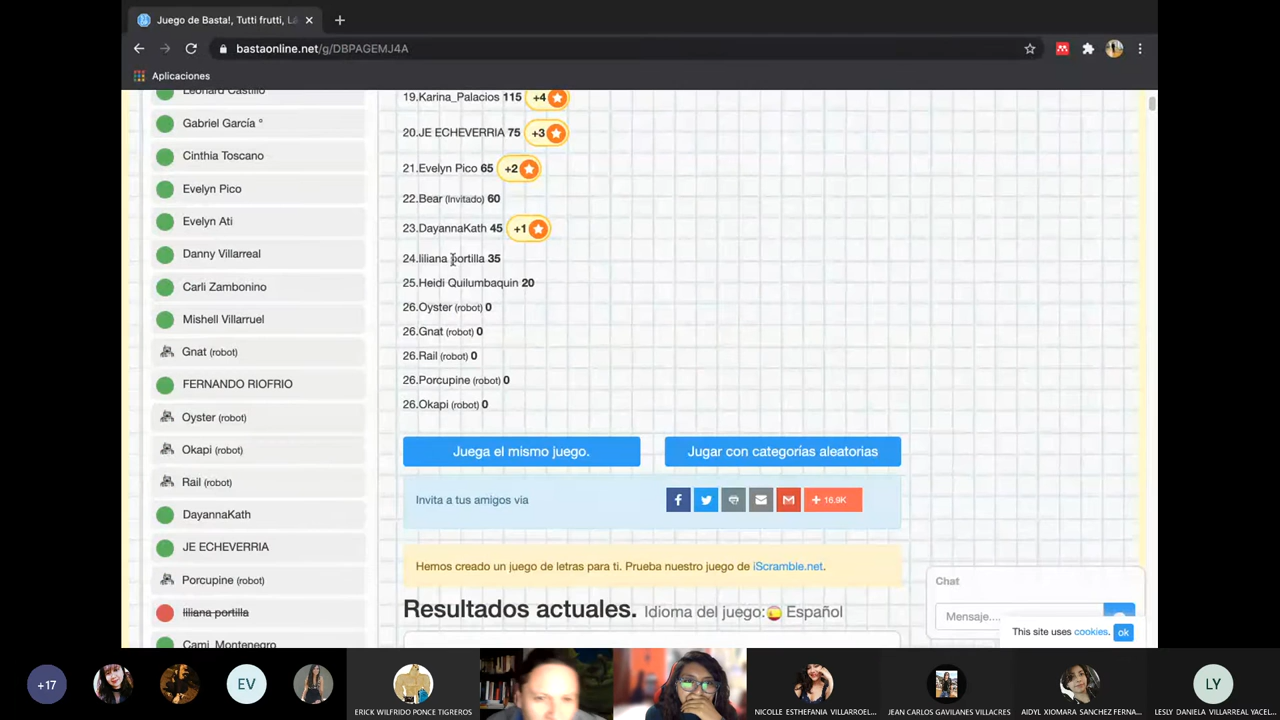 Juego de Basta!, Tutti frutti, Lá
bastaonline.net/g/DBPAGEMJ4A
Aplicaciones
Leonard Castillo
Gabriel García °
Cinthia Toscano
Evelyn Pico
Evelyn Ati
Danny Villarreal
Carli Zambonino
Mishell Villarruel
Gnat (robot)
FERNANDO RIOFRIO
Oyster (robot)
Okapi (robot)
Rail (robot)
DayannaKath
JE ECHEVERRIA
Porcupine (robot)
liliana portilla
Cami_Montenegro
19.Karina_Palacios 115 +4
20.JE ECHEVERRIA 75 +3
21.Evelyn Pico 65 +2
22.Bear (Invitado) 60
23.DayannaKath 45 +1
24.liliana portilla 35
25.Heidi Quilumbaquin 20
26.Oyster (robot) 0
26.Gnat (robot) 0
26.Rail (robot) 0
26.Porcupine (robot) 0
26.Okapi (robot) 0
Juega el mismo juego.
Jugar con categorías aleatorias
Invita a tus amigos via
16.9K
Hemos creado un juego de letras para ti. Prueba nuestro juego de iScramble.net.
Resultados actuales. Idioma del juego: Español
Chat
Mensaje....
This site uses cookies. ok
+17
EV
ERICK WILFRIDO PONCE TIGREROS
NICOLLE ESTHEFANIA VILLARROEL...
JEAN CARLOS GAVILANES VILLACRES
AIDYL XIOMARA SANCHEZ FERNA...
LY
LESLY DANIELA VILLARREAL YACEL...